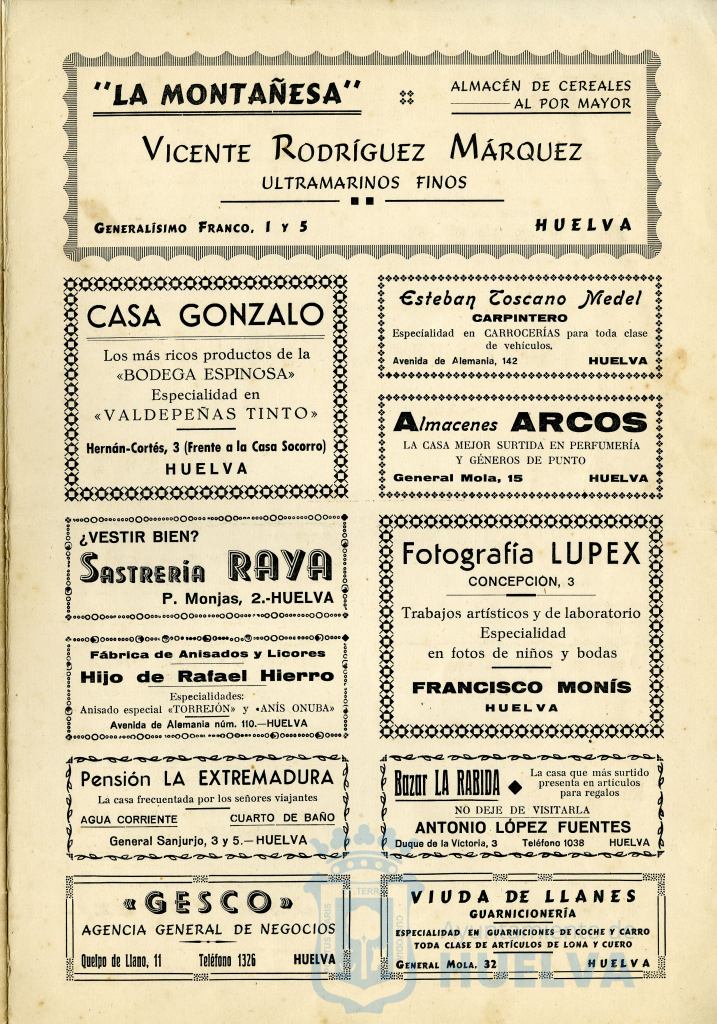 "LA MONTAÑESA"
ALMACÉN DE CEREALES
AL POR MAYOR
VICENTE RODRÍGUEZ MÁRQUEZ
ULTRAMARINOS FINOS
GENERALÍSIMO FRANCO, 1 Y 5
HUELVA
CASA GONZALO
Los más ricos productos de la
«BODEGA ESPINOSA»
Especialidad en
«VALDEPEÑAS TINTO»
Hernán-Cortés, 3 (Frente a la Casa Socorro)
HUELVA
Esteban Toscano Medel
CARPINTERO
Especialidad en CARROCERÍAS para toda clase
de vehículos.
Avenida de Alemania, 142 HUELVA
Almacenes ARCOS
LA CASA MEJOR SURTIDA EN PERFUMERÍA
Y GÉNEROS DE PUNTO
General Mola, 15 HUELVA
¿VESTIR BIEN?
SASTRERÍA RAYA
P. Monjas, 2.-HUELVA
Fotografía LUPEX
CONCEPCIÓN, 3
Trabajos artísticos y de laboratorio
Especialidad
en fotos de niños y bodas
FRANCISCO MONÍS
HUELVA
Fábrica de Anisados y Licores
Hijo de Rafael Hierro
Especialidades:
Anisado especial «TORREJÓN» y «ANÍS ONUBA»
Avenida de Alemania núm. 110.—HUELVA
Pensión LA EXTREMADURA
La casa frecuentada por los señores viajantes
AGUA CORRIENTE CUARTO DE BAÑO
General Sanjurjo, 3 y 5.—HUELVA
Bazar LA RABIDA
La casa que más surtido
presenta en artículos
para regalos
NO DEJE DE VISITARLA
ANTONIO LÓPEZ FUENTES
Duque de la Victoria, 3 Teléfono 1038 HUELVA
«GESCO»
AGENCIA GENERAL DE NEGOCIOS
Queipo de Llano, 11 Teléfono 1326 HUELVA
VIUDA DE LLANES
GUARNICIONERÍA
ESPECIALIDAD EN GUARNICIONES DE COCHE Y CARRO
TODA CLASE DE ARTÍCULOS DE LONA Y CUERO
GENERAL MOLA, 32 HUELVA
HUELVA